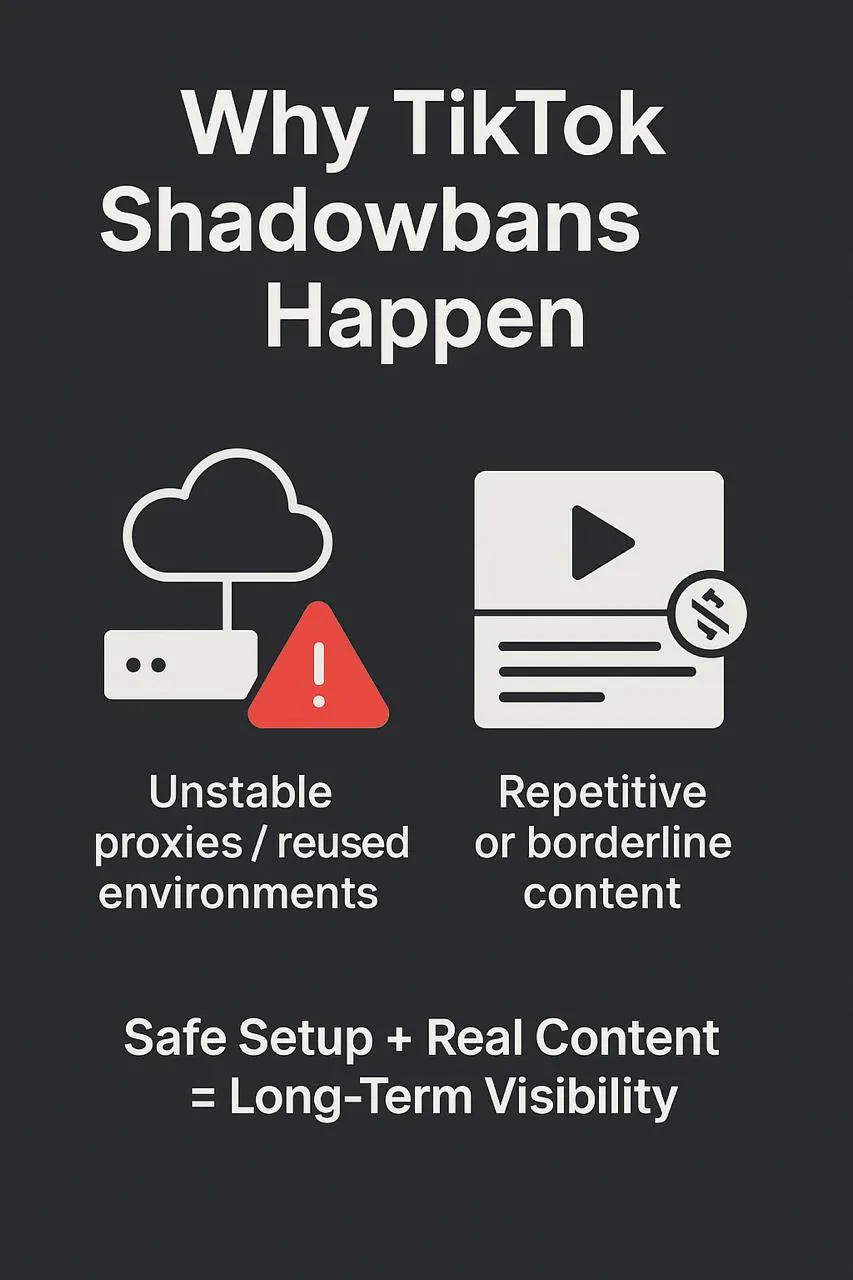 Why TikTok
Shadowbans
Happen
Unstable
proxies / reused
environments
Repetitive
or borderline
content
Safe Setup + Real Content
= Long-Term Visibility